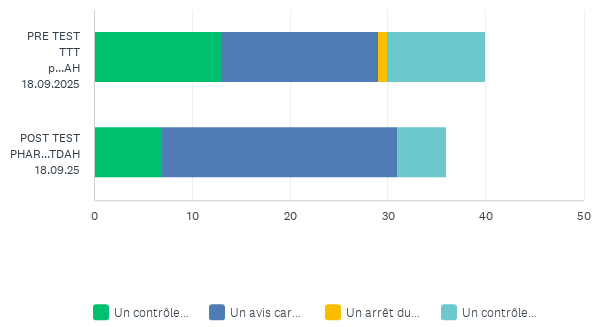 PRE TEST
TTT
p...AH
18.09.2025
POST TEST
PHAR...TDAH
18.09.25
0 10 20 30 40 50
Un contrôle... Un avis car... Un arrêt du... Un contrôle...